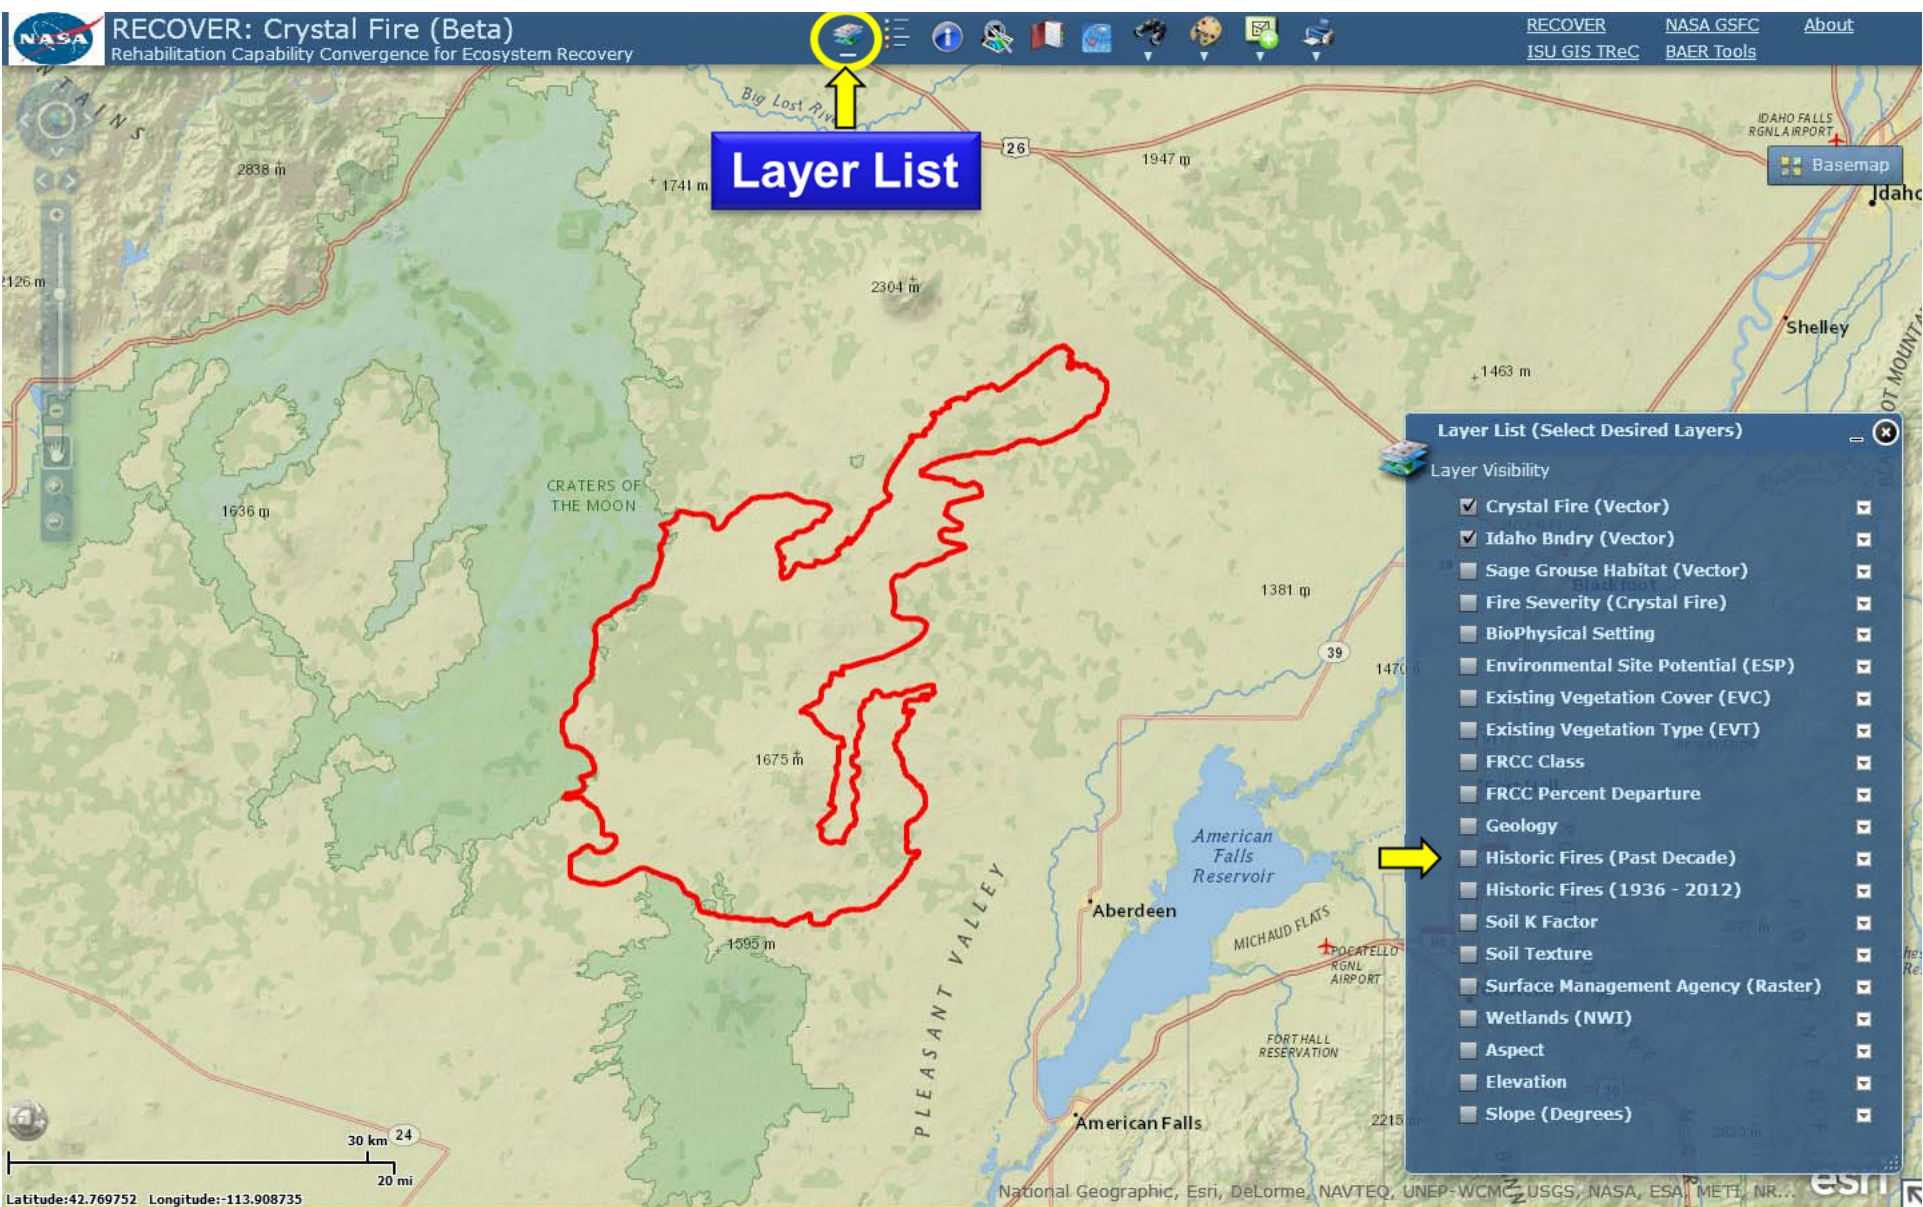 NASA
RECOVER: Crystal Fire (Beta)
Rehabilitation Capability Convergence for Ecosystem Recovery
RECOVER
NASA GSFC
About
ISU GIS TReC
BAER Tools
Layer List
Basemap
Big Lost River
26
IDAHO FALLS
RGNL AIRPORT
1947 m
2838 m
1741 m
2126 m
2304 m
Shelley
1463 m
CRATERS OF
THE MOON
1636 m
1381 m
39
1675 m
American
Falls
Reservoir
Aberdeen
MICHAUD FLATS
POCATELLO
RGNL
AIRPORT
1595 m
PLEASANT VALLEY
FORT HALL
RESERVATION
American Falls
24
Layer List (Select Desired Layers)
Layer Visibility
Crystal Fire (Vector)
Idaho Bndry (Vector)
Sage Grouse Habitat (Vector)
Fire Severity (Crystal Fire)
BioPhysical Setting
Environmental Site Potential (ESP)
Existing Vegetation Cover (EVC)
Existing Vegetation Type (EVT)
FRCC Class
FRCC Percent Departure
Geology
Historic Fires (Past Decade)
Historic Fires (1936 - 2012)
Soil K Factor
Soil Texture
Surface Management Agency (Raster)
Wetlands (NWI)
Aspect
Elevation
Slope (Degrees)
30 km
20 mi
Latitude:42.769752 Longitude:-113.908735
National Geographic, Esri, DeLorme, NAVTEQ, UNEP-WCMC, USGS, NASA, ESA, METI, NR...
esri